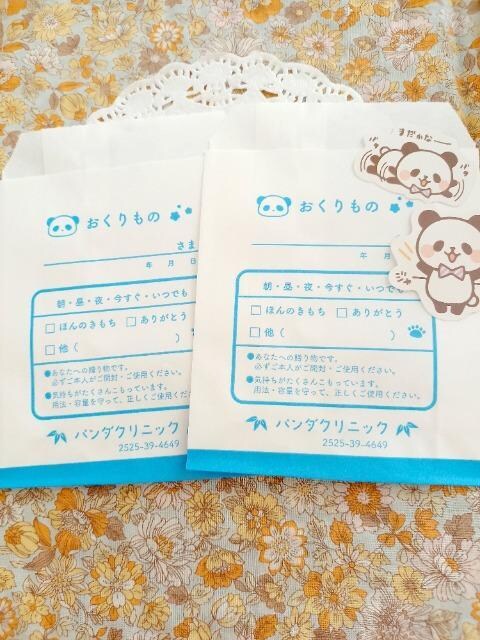 おくりもの
さま
年 月 日
朝・昼・夜・今すぐ・いつでも
ほんのきもち ありがとう
他( )
●あなたへの贈り物です。
必ずご本人がご開封・ご使用ください。
●気持ちがたくさんこもっています。
用法・容量を守って、正しくご使用くだ
パンダクリニック
2525-39-4649
まだかなー
おくりもの
年 月
朝・昼・夜・今すぐ・いつでも
ほんのきもち ありがとう
他( )
●あなたへの贈り物です。
必ずご本人がご開封・ご使用ください。
●気持ちがたくさんこもっています。
用法・容量を守って、正しくご使用ください。
パンダクリニック
2525-39-4649